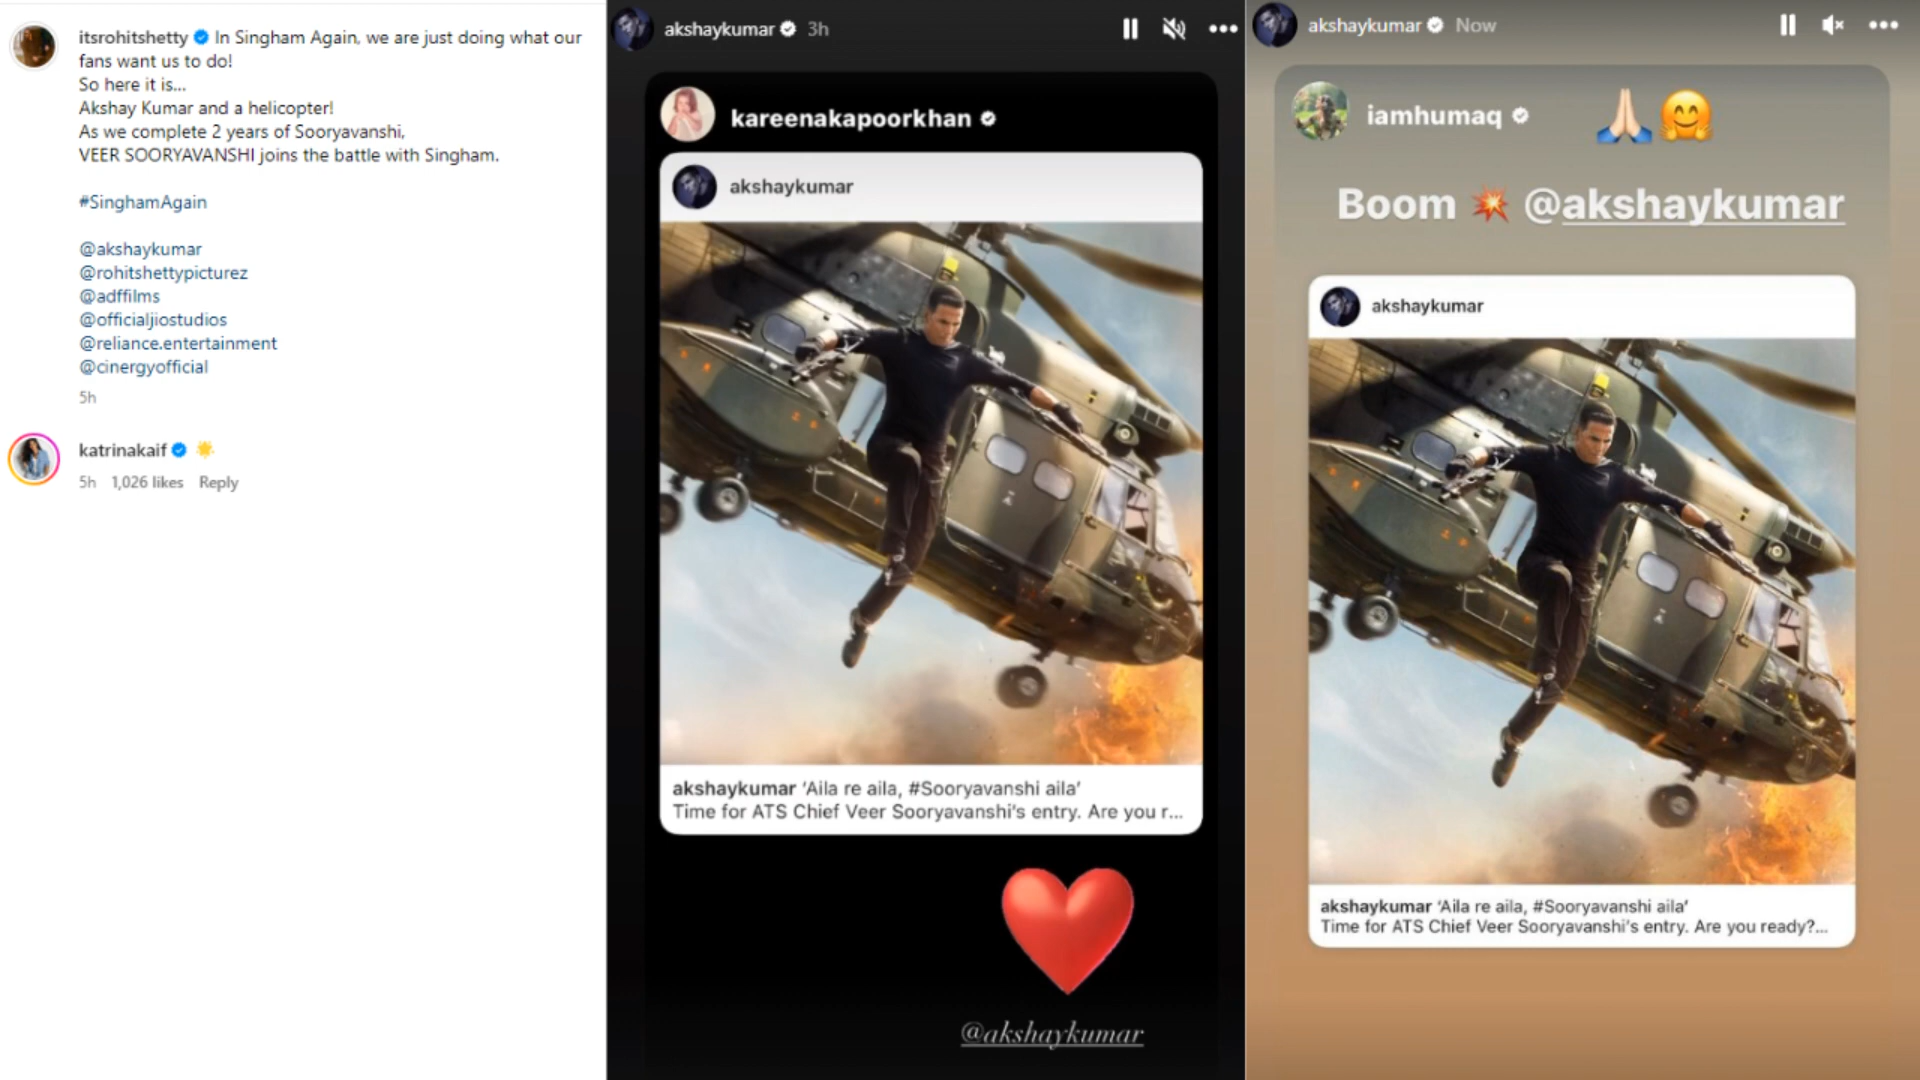 itsrohitshetty In Singham Again, we are just doing what our
fans want us to do!
So here it is...
Akshay Kumar and a helicopter!
As we complete 2 years of Sooryavanshi,
VEER SOORYAVANSHI joins the battle with Singham.
#SinghamAgain
@akshaykumar
@rohitshettypicturez
@adffilms
@officialjiostudios
@reliance.entertainment
@cinergyofficial
5h
katrinakaif 🌟
5h 1,026 likes Reply
akshaykumar 3h
kareenakapoorkhan
akshaykumar
akshaykumar ‘Aila re aila, #Sooryavanshi aila’
Time for ATS Chief Veer Sooryavanshi’s entry. Are you r...
@akshaykumar
akshaykumar Now
iamhumaq 🙏🏻🤗
Boom 💥 @akshaykumar
akshaykumar
akshaykumar ‘Aila re aila, #Sooryavanshi aila’
Time for ATS Chief Veer Sooryavanshi’s entry. Are you ready?...